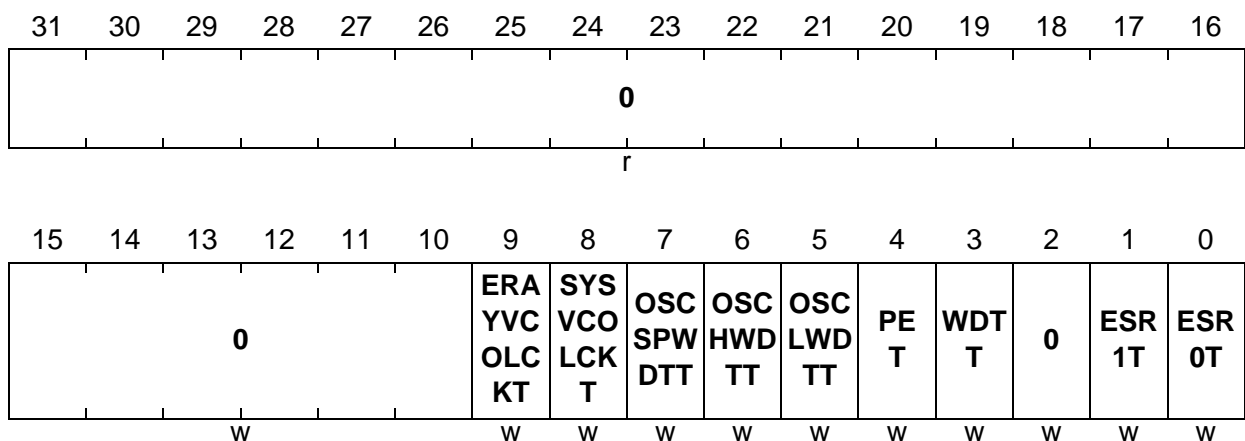 31 30 29 28 27 26 25 24 23 22 21 20 19 18 17 16
0
r
15 14 13 12 11 10 9 8 7 6 5 4 3 2 1 0
ERA SYS
YVC VCO OSC OSC OSC PE WDT ESR ESR
0 OLC LCK SPW HWD LWD T T 0 1T 0T
KT T DTT TT TT
w w w w w w w w w w w